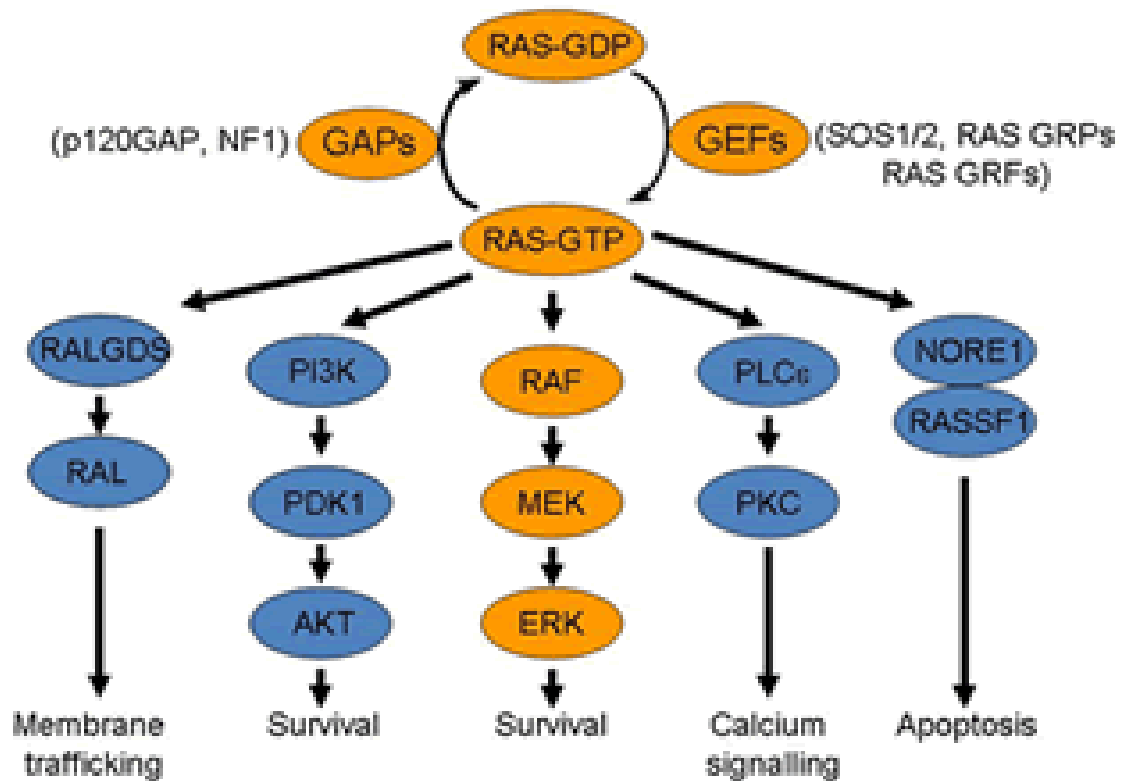 RAS-GDP
(p120GAP, NF1)
GAPs
GEFs
(SOS1/2, RAS GRPs
RAS GRFs)
RAS-GTP
RALGDS
PI3K
RAF
PLC6
NORE1
RASSF1
RAL
PDK1
MEK
PKC
AKT
ERK
Membrane
trafficking
Survival
Survival
Calcium
signalling
Apoptosis